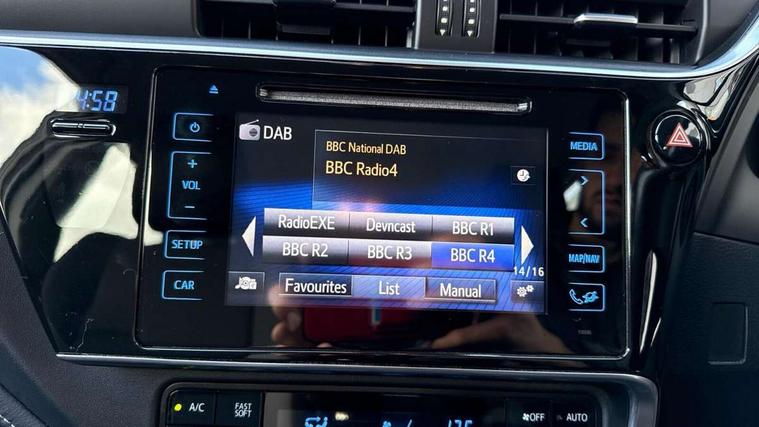 4:58
DAB
BBC National DAB
BBC Radio4
MEDIA
+
VOL
-
SETUP
CAR
RadioEXE Devncast BBC R1
BBC R2 BBC R3 BBC R4
14/16
Favourites List Manual
MAP/NAV
A/C
FAST
SOFT
OFF
AUTO